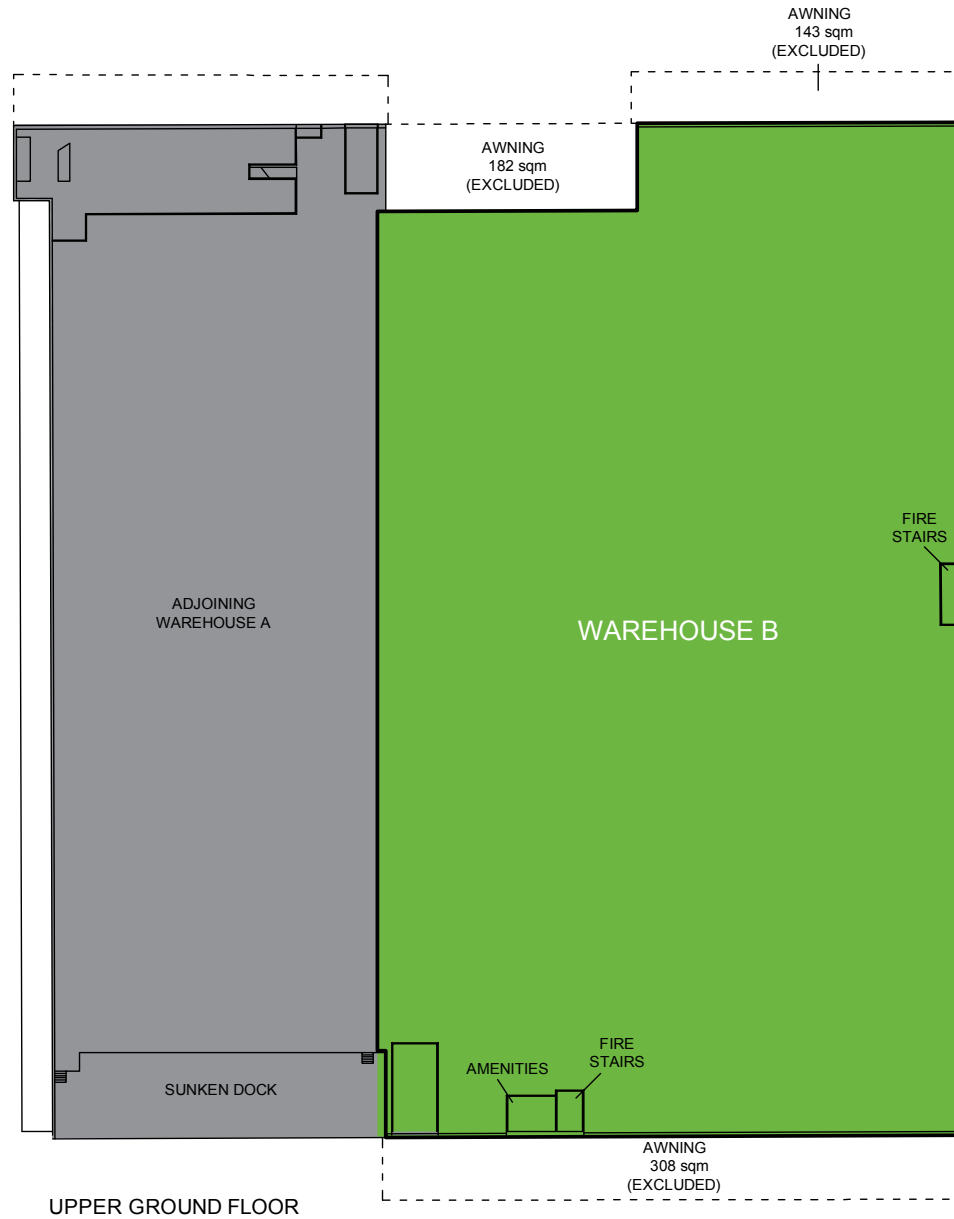 AWNING
143 sqm
(EXCLUDED)
AWNING
182 sqm
(EXCLUDED)
FIRE
STAIRS
ADJOINING
WAREHOUSE A
WAREHOUSE B
FIRE
STAIRS
AMENITIES
SUNKEN DOCK
AWNING
308 sqm
(EXCLUDED)
UPPER GROUND FLOOR